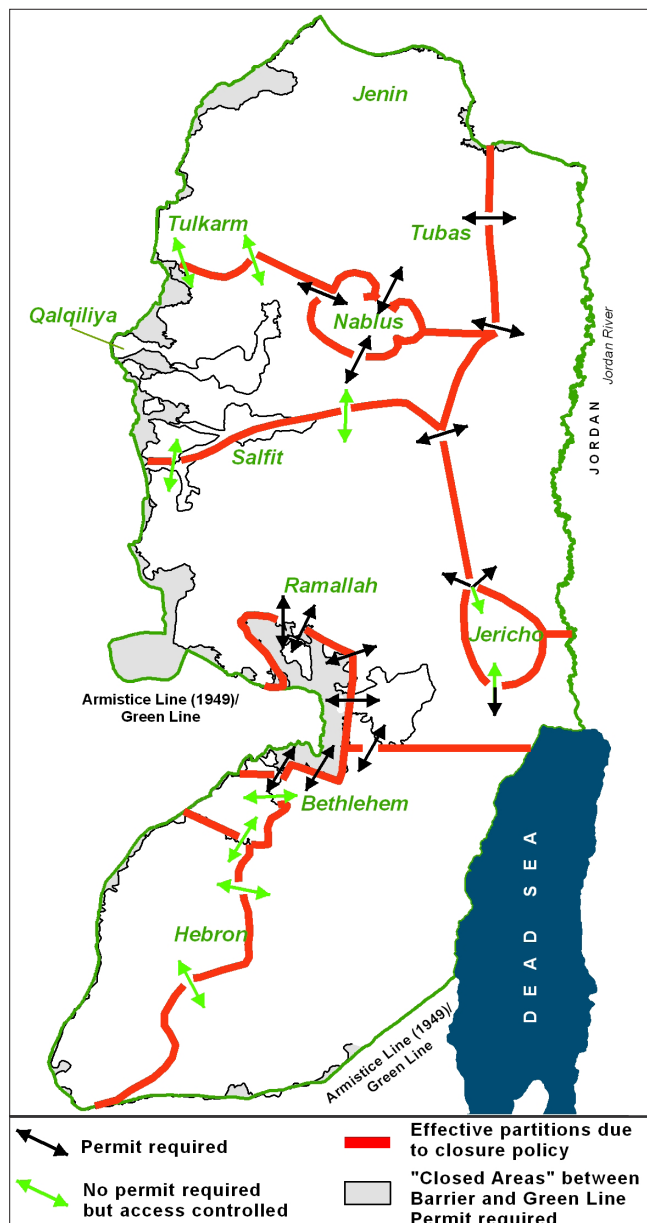 Jenin
Tulkarm
Tubas
Qalqiliya
Nablus
Jordan River
JORDAN
Salfit
Ramallah
Jericho
Armistice Line (1949)/
Green Line
Bethlehem
DEAD SEA
Hebron
Armistice Line (1949)/
Green Line
Permit required
Effective partitions due
to closure policy
No permit required
but access controlled
"Closed Areas" between
Barrier and Green Line
Permit required